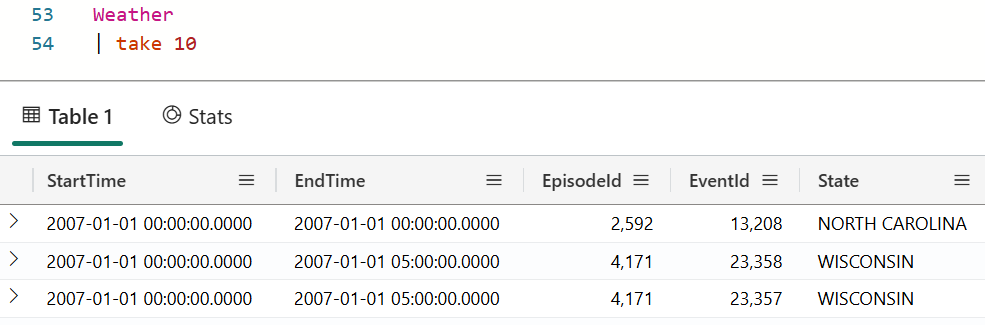 53 Weather
54 | take 10
Table 1 Stats
StartTime EndTime EpisodeId EventId State
2007-01-01 00:00:00.0000 2007-01-01 00:00:00.0000 2,592 13,208 NORTH CAROLINA
2007-01-01 00:00:00.0000 2007-01-01 05:00:00.0000 4,171 23,358 WISCONSIN
2007-01-01 00:00:00.0000 2007-01-01 05:00:00.0000 4,171 23,357 WISCONSIN